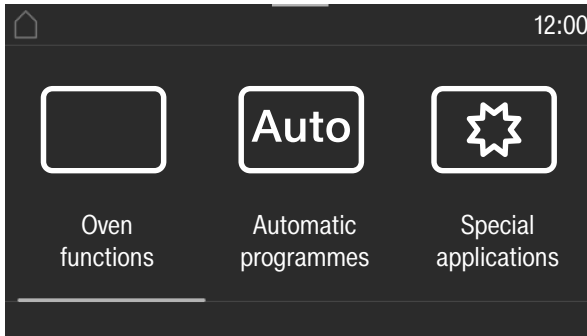 12:00
Auto
Oven
functions
Automatic
programmes
Special
applications